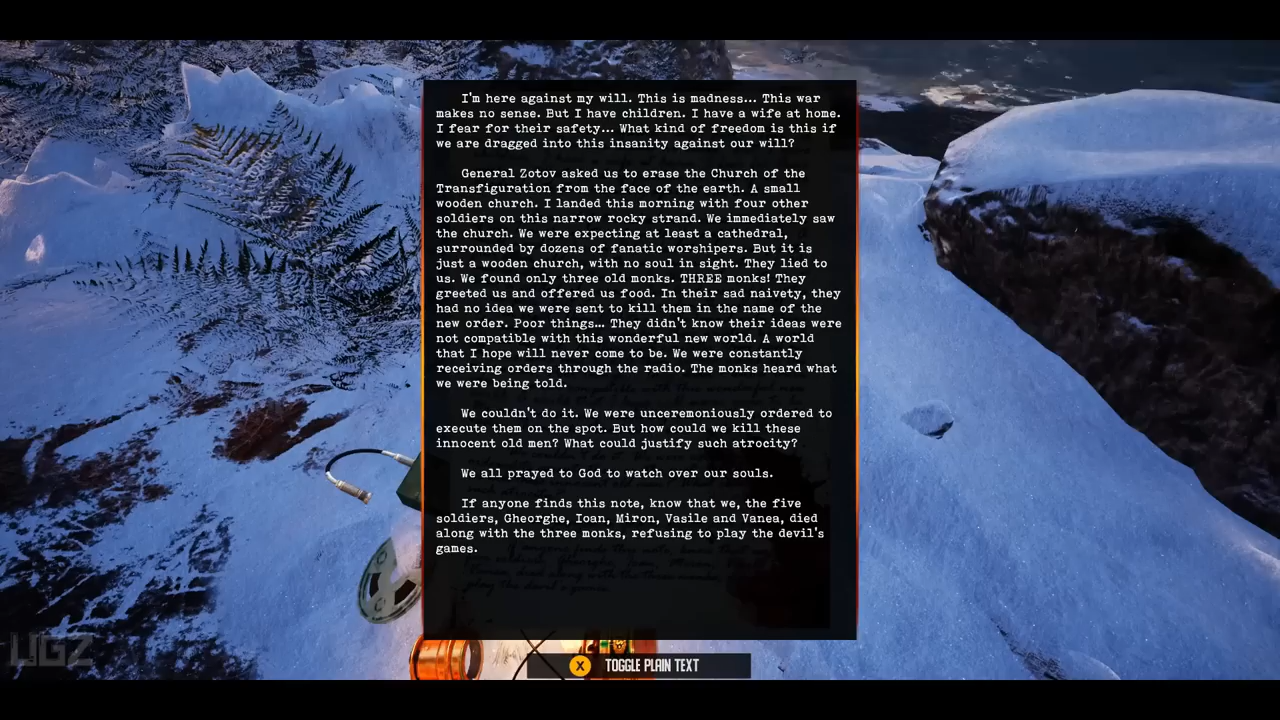 I'm here against my will. This is madness... This war
makes no sense. But I have children. I have a wife at home.
I fear for their safety... What kind of freedom is this if
we are dragged into this insanity against our will?
General Zotov asked us to erase the Church of the
Transfiguration from the face of the earth. A small
wooden church. I landed this morning with four other
soldiers on this narrow rocky strand. We immediately saw
the church. We were expecting at least a cathedral,
surrounded by dozens of fanatic worshipers. But it is
just a wooden church, with no soul in sight. They lied to
us. We found only three old monks. THREE monks! They
greeted us and offered us food. In their sad naivety, they
had no idea we were sent to kill them in the name of the
new order. Poor things... They didn't know their ideas were
not compatible with this wonderful new world. A world
that I hope will never come to be. We were constantly
receiving orders through the radio. The monks heard what
we were being told.
We couldn't do it. We were unceremoniously ordered to
execute them on the spot. But how could we kill these
innocent old men? What could justify such atrocity?
We all prayed to God to watch over our souls.
If anyone finds this note, know that we, the five
soldiers, Gheorghe, Ioan, Miron, Vasile and Vanea, died
along with the three monks, refusing to play the devil's
games.
UGZ
X TOGGLE PLAIN TEXT